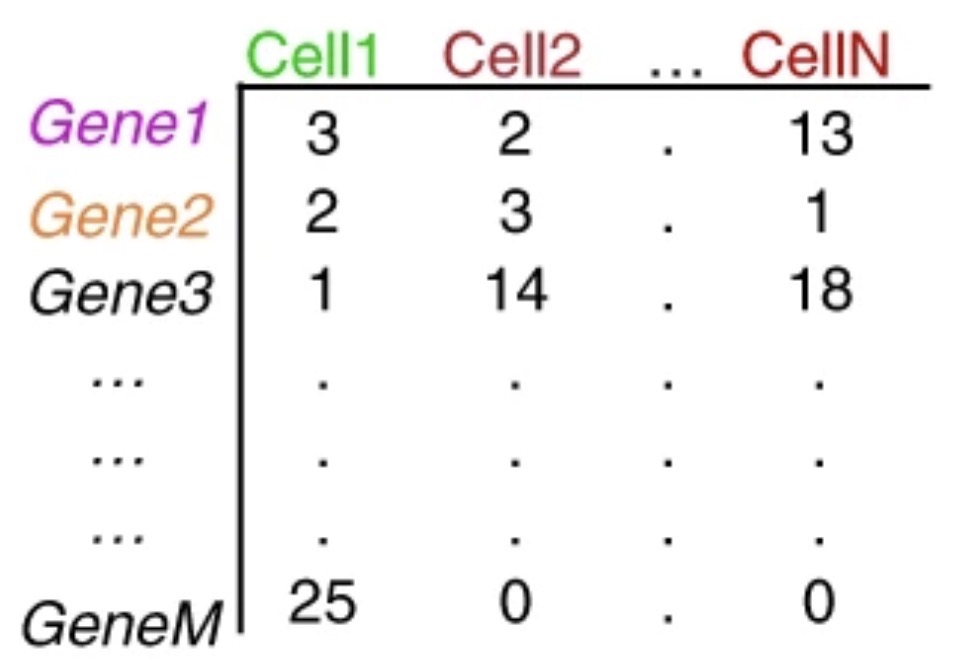 Cell1 Cell2 ... CellN
Gene1 3 2 . 13
Gene2 2 3 . 1
Gene3 1 14 . 18
... . . . .
... . . . .
... . . . .
GeneM 25 0 . 0